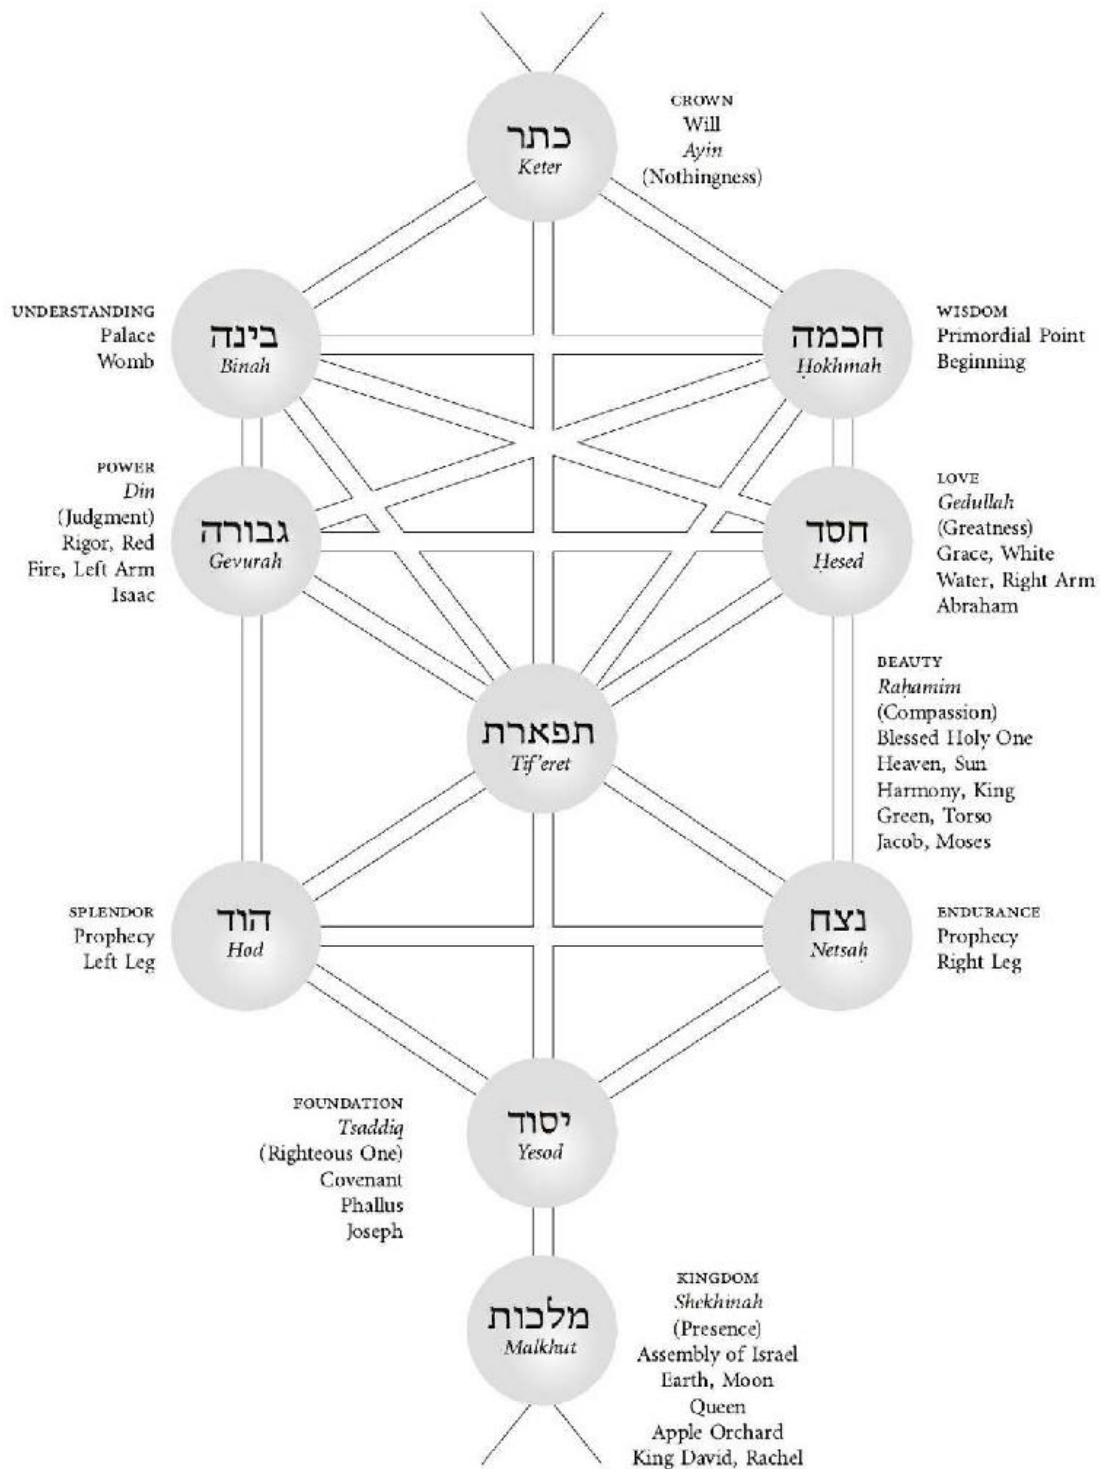 כתר
Keter
CROWN
Will
Ayin
(Nothingness)
בינה
Binah
UNDERSTANDING
Palace
Womb
חכמה
Ḥokhmah
WISDOM
Primordial Point
Beginning
גבורה
Gevurah
POWER
Din
(Judgment)
Rigor, Red
Fire, Left Arm
Isaac
חסד
Ḥesed
LOVE
Gedullah
(Greatness)
Grace, White
Water, Right Arm
Abraham
תפארת
Tif'eret
BEAUTY
Raḥamim
(Compassion)
Blessed Holy One
Heaven, Sun
Harmony, King
Green, Torso
Jacob, Moses
הוד
Hod
SPLENDOR
Prophecy
Left Leg
נצח
Netsaḥ
ENDURANCE
Prophecy
Right Leg
יסוד
Yesod
FOUNDATION
Tsaddiq
(Righteous One)
Covenant
Phallus
Joseph
מלכות
Malkhut
KINGDOM
Shekhinah
(Presence)
Assembly of Israel
Earth, Moon
Queen
Apple Orchard
King David, Rachel